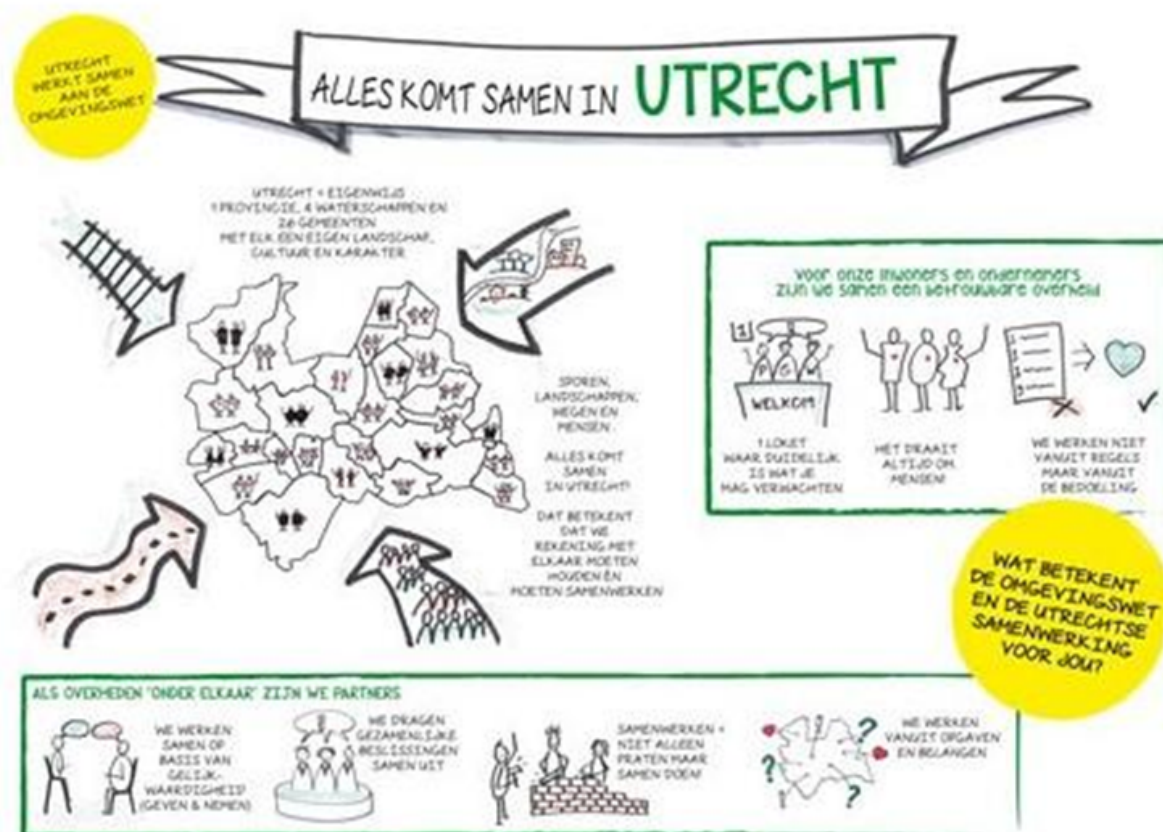 UTRECHT
WERKT SAMEN
AAN DE
OMGEVINGSWET
ALLES KOMT SAMEN IN UTRECHT
UTRECHT = EIGENWIJS
1 PROVINCIE, 4 WATERSCHAPPEN EN
26 GEMEENTEN
MET ELK EEN EIGEN LANDSCHAP,
CULTUUR EN KARAKTER
SPOREN,
LANDSCHAPPEN,
WEGEN EN
MENSEN
ALLES KOMT
SAMEN
IN UTRECHT!
DAT BETEKENT
DAT WE
REKENING MET
ELKAAR MOETEN
HOUDEN ÉN
MOETEN SAMENWERKEN
Voor onze inwoners en ondernemers
zijn we samen een betrouwbare overheid
1
P G W
WELKOM
1 LOKET
WAAR DUIDELIJK
IS WAT JE
MAG VERWACHTEN
HET DRAAIT
ALTIJD OM
MENSEN!
WE WERKEN NIET
VANUIT REGELS
MAAR VANUIT
DE BEDOELING
WAT BETEKENT
DE OMGEVINGSWET
EN DE UTRECHTSE
SAMENWERKING
VOOR JOU?
ALS OVERHEDEN 'ONDER ELKAAR' ZIJN WE PARTNERS
WE WERKEN
SAMEN OP
BASIS VAN
GELIJK-
WAARDIGHEID
(GEVEN & NEMEN)
WE DRAGEN
GEZAMENLIJKE
BESLISSINGEN
SAMEN UIT
SAMENWERKEN =
NIET ALLEEN
PRATEN MAAR
SAMEN DOEN!
? ? ? ?
WE WERKEN
VANUIT OPGAVEN
EN BELANGEN